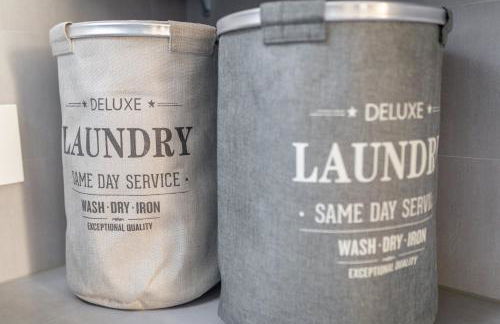 ★ DELUXE ★
LAUNDRY
SAME DAY SERVICE •
WASH·DRY·IRON
EXCEPTIONAL QUALITY
★ DELUXE ★
LAUNDR
• SAME DAY SERVI
WASH·DRY·IRON
EXCEPTIONAL QUALITY